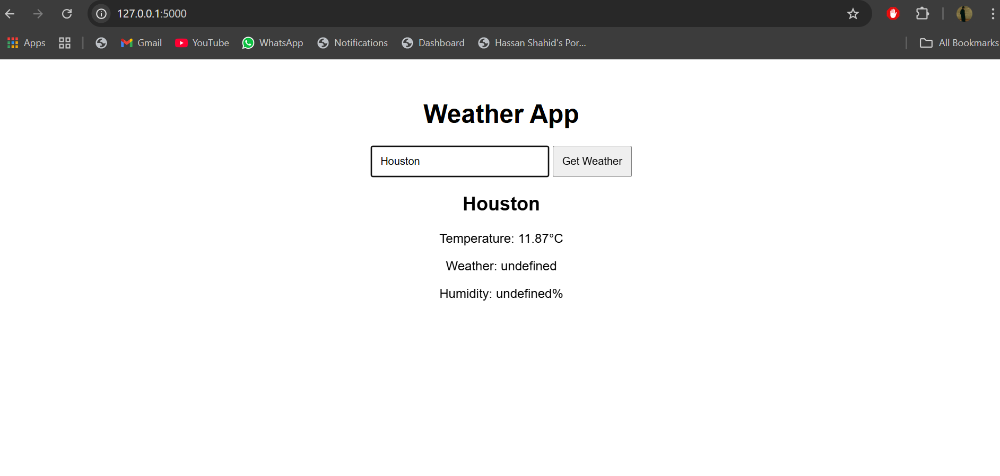 127.0.0.1:5000
Apps Gmail YouTube WhatsApp Notifications Dashboard Hassan Shahid's Por... All Bookmarks
Weather App
Houston Get Weather
Houston
Temperature: 11.87°C
Weather: undefined
Humidity: undefined%